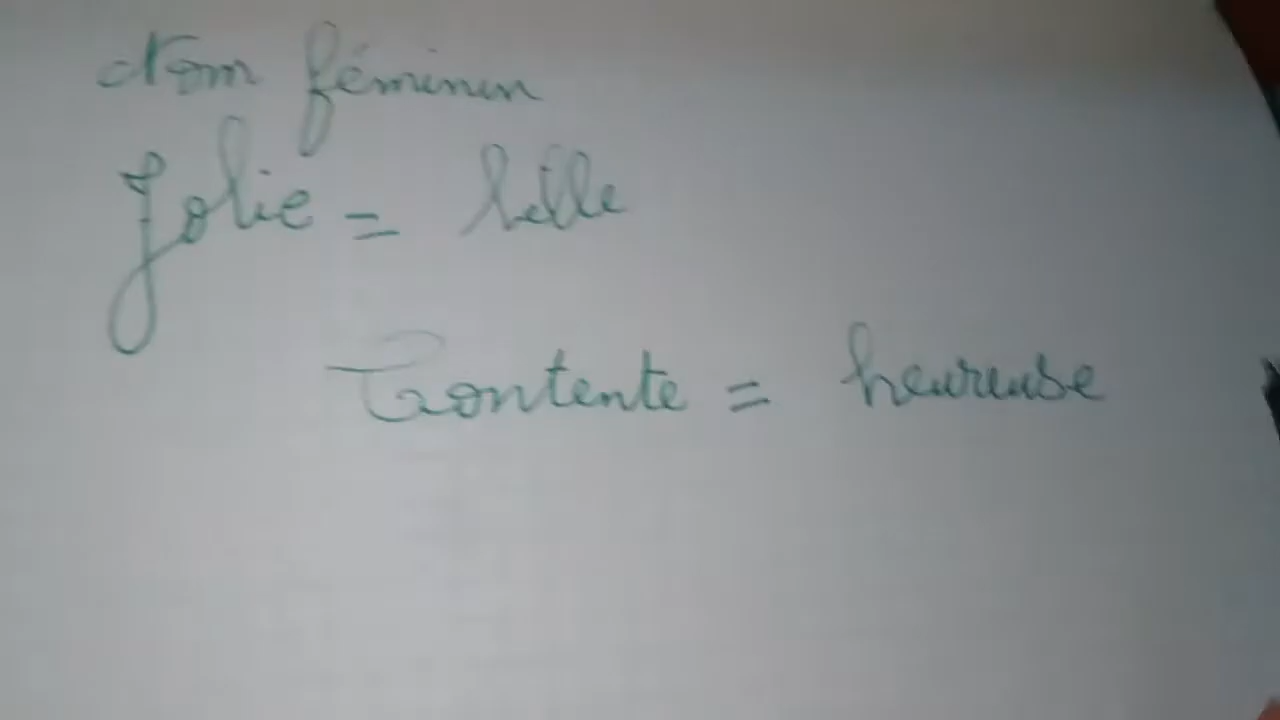 Nom féminin
Jolie = belle
Contente = heureuse